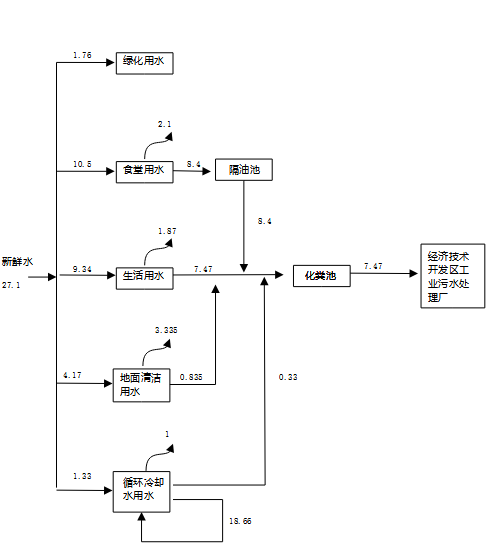 1.76
绿化用水
2.1
10.5
食堂用水
8.4
隔油池
8.4
1.87
新鲜水
27.1
9.34
生活用水
7.47
化粪池
7.47
经济技术
开发区工
业污水处
理厂
3.335
4.17
地面清洁
用水
0.835
0.33
1
1.33
循环冷却
水用水
18.66